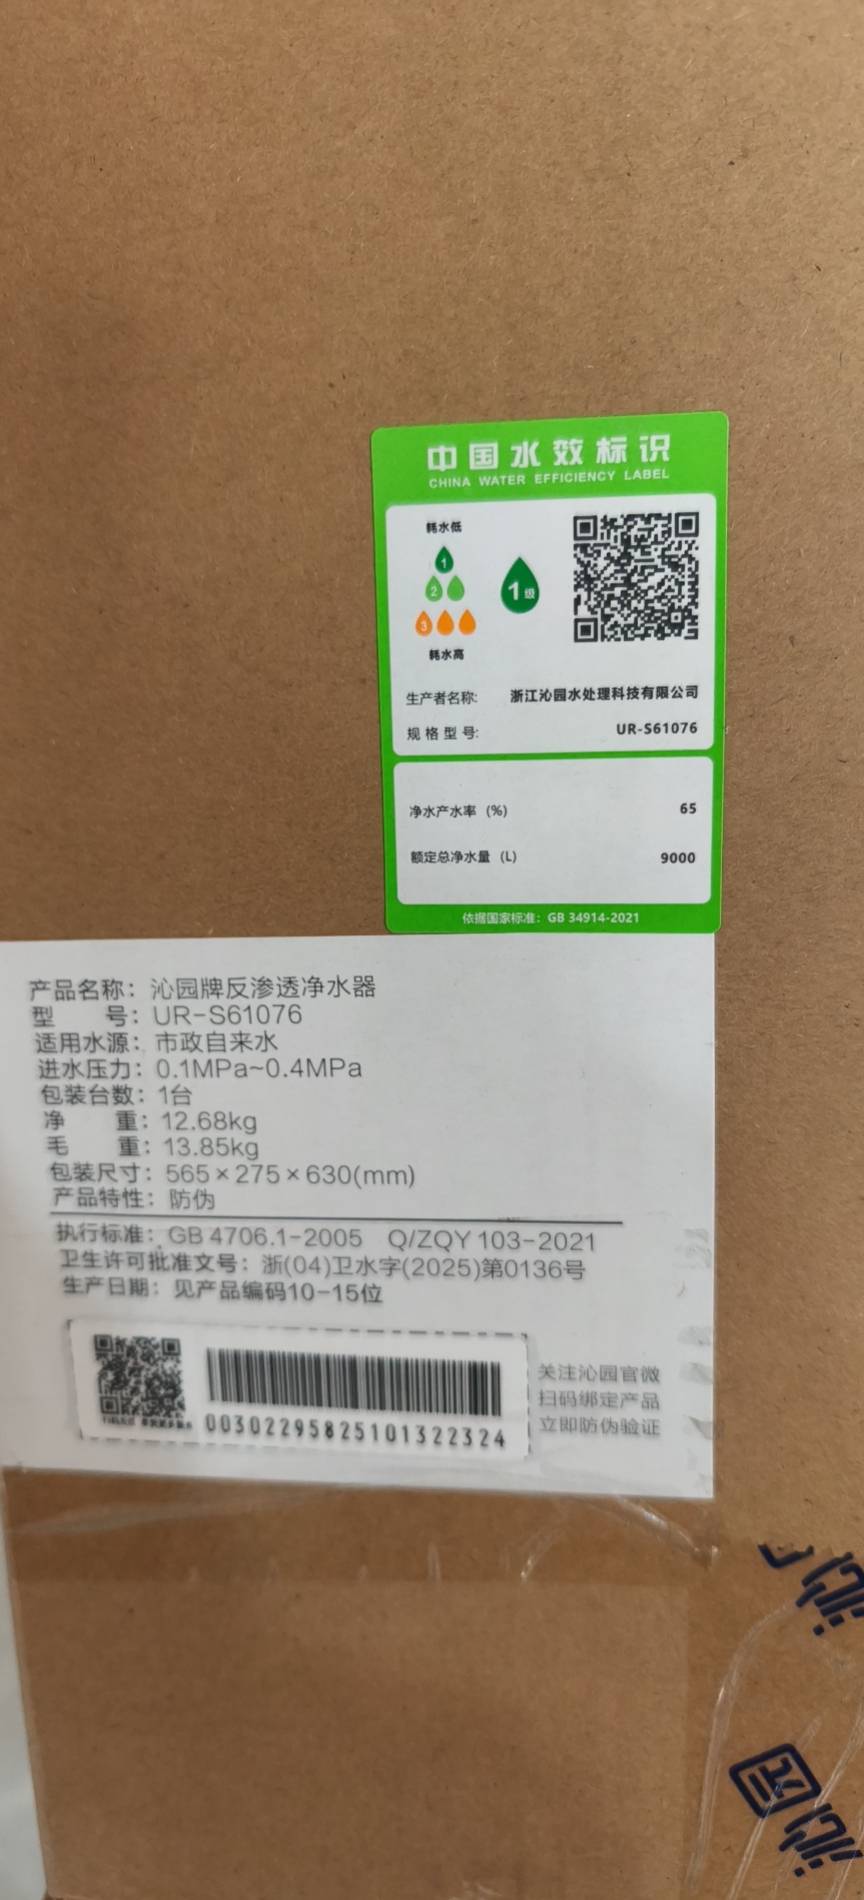 中国水效标识
CHINA WATER EFFICIENCY LABEL
耗水低
1
2
3
耗水高
1级
生产者名称: 浙江沁园水处理科技有限公司
规格型号: UR-S61076
净水产水率 (%) 65
额定总净水量 (L) 9000
依据国家标准: GB 34914-2021
产品名称: 沁园牌反渗透净水器
型 号: UR-S61076
适用水源: 市政自来水
进水压力: 0.1MPa~0.4MPa
包装台数: 1台
净 重: 12.68kg
毛 重: 13.85kg
包装尺寸: 565×275×630(mm)
产品特性: 防伪
执行标准: GB 4706.1-2005 Q/ZQY 103-2021
卫生许可批准文号: 浙(04)卫水字(2025)第0136号
生产日期: 见产品编码10-15位
00302295825101322324
关注沁园官微
扫码绑定产品
立即防伪验证
沁园